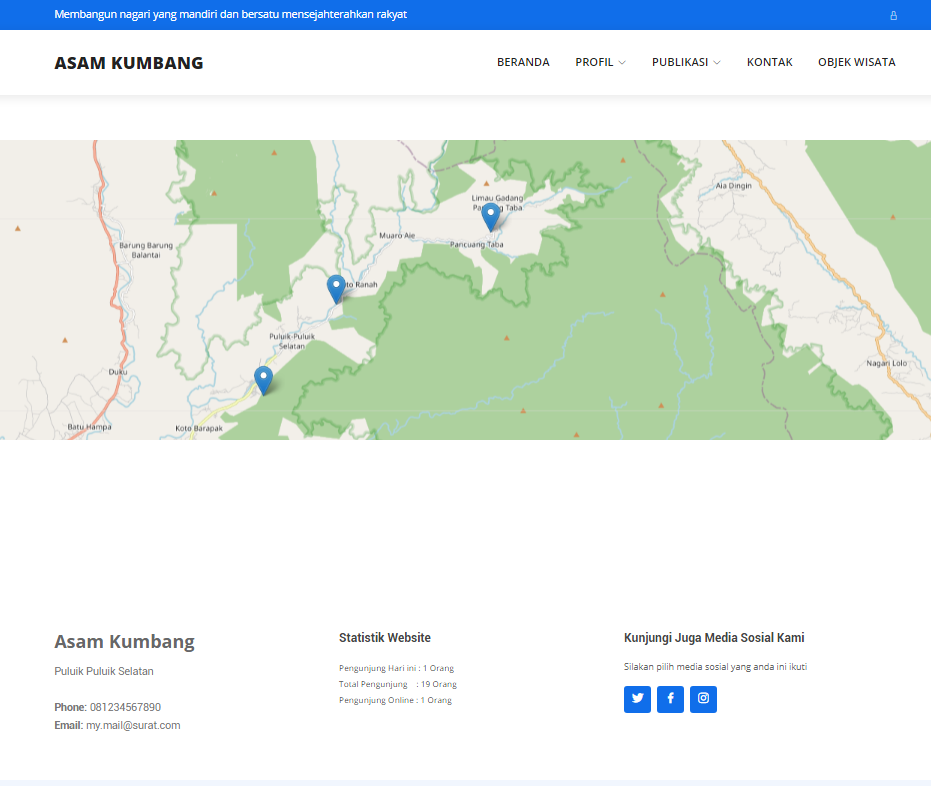 Membangun nagari yang mandiri dan bersatu mensejahterahkan rakyat
ASAM KUMBANG
BERANDA PROFIL PUBLIKASI KONTAK OBJEK WISATA
Aia Dingin
Limau Gadang
Taba
Muaro Aie
Pancuang Taba
Barung Barung
Balantai
Ranah
Puluik-Puluik
Selatan
Nagari Lolo
Duku
Batu Hampa
Koto Barapak
Asam Kumbang
Puluik Puluik Selatan
Phone: 081234567890
Email: my.mail@surat.com
Statistik Website
Pengunjung Hari ini : 1 Orang
Total Pengunjung : 19 Orang
Pengunjung Online : 1 Orang
Kunjungi Juga Media Sosial Kami
Silakan pilih media sosial yang anda ini ikuti